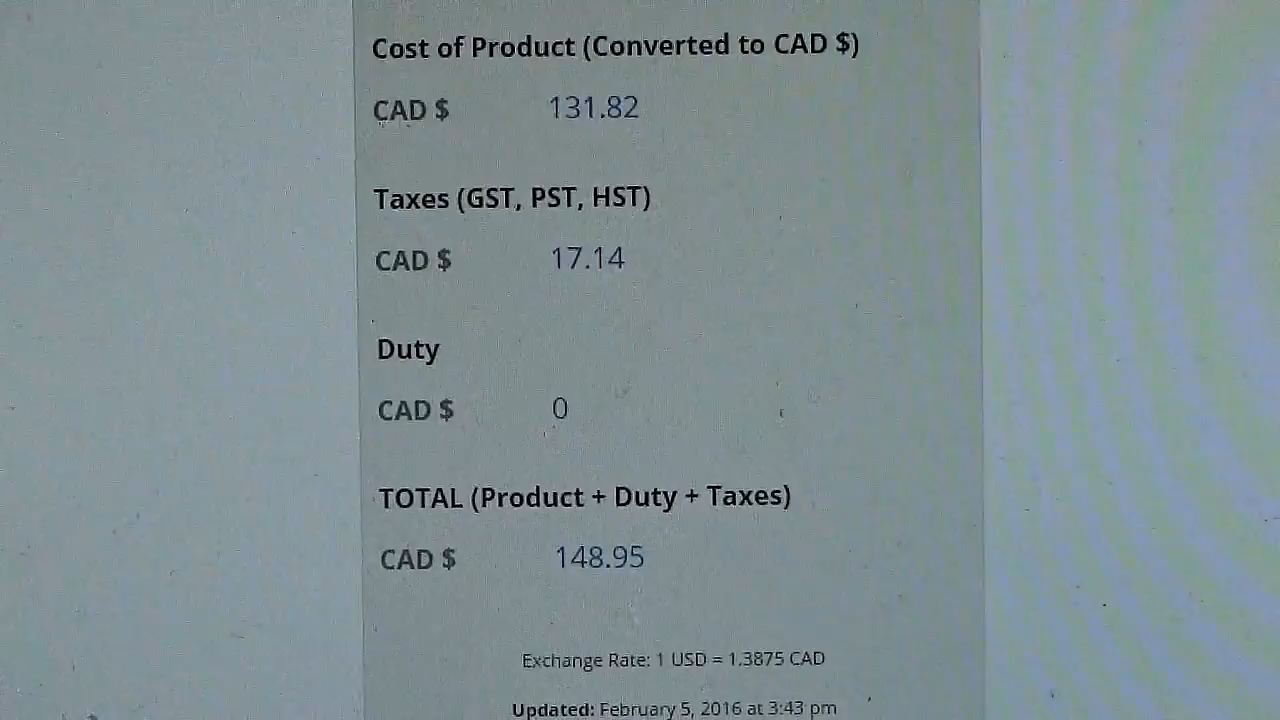 Cost of Product (Converted to CAD $)
CAD $ 131.82
Taxes (GST, PST, HST)
CAD $ 17.14
Duty
CAD $ 0
TOTAL (Product + Duty + Taxes)
CAD $ 148.95
Exchange Rate: 1 USD = 1.3875 CAD
Updated: February 5, 2016 at 3:43 pm